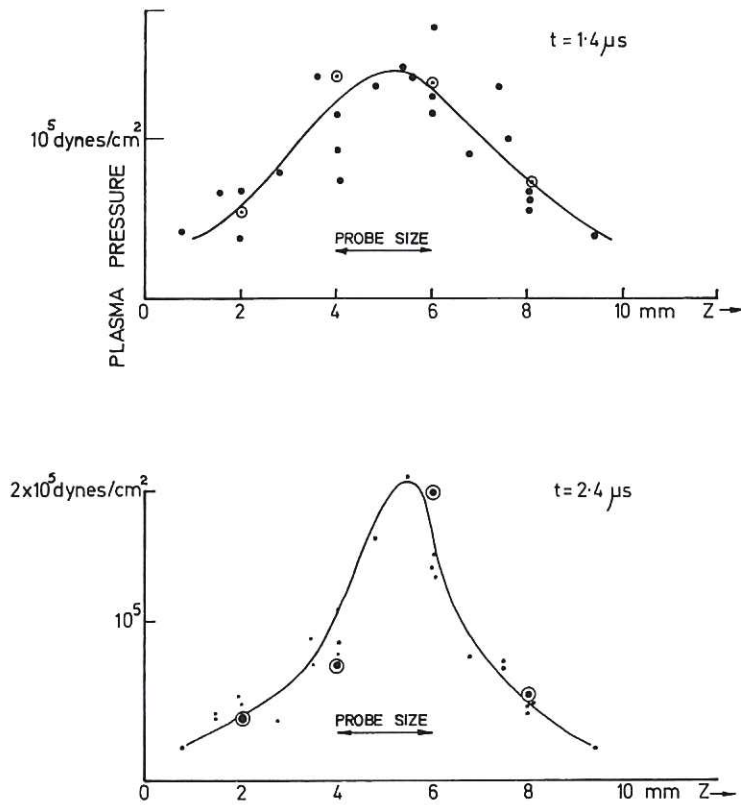 t = 1·4 μs
10⁵ dynes/cm²
PLASMA PRESSURE
PROBE SIZE
0 2 4 6 8 10 mm Z→
2x10⁵ dynes/cm²
t = 2·4 μs
10⁵
PROBE SIZE
0 2 4 6 8 10 mm Z→